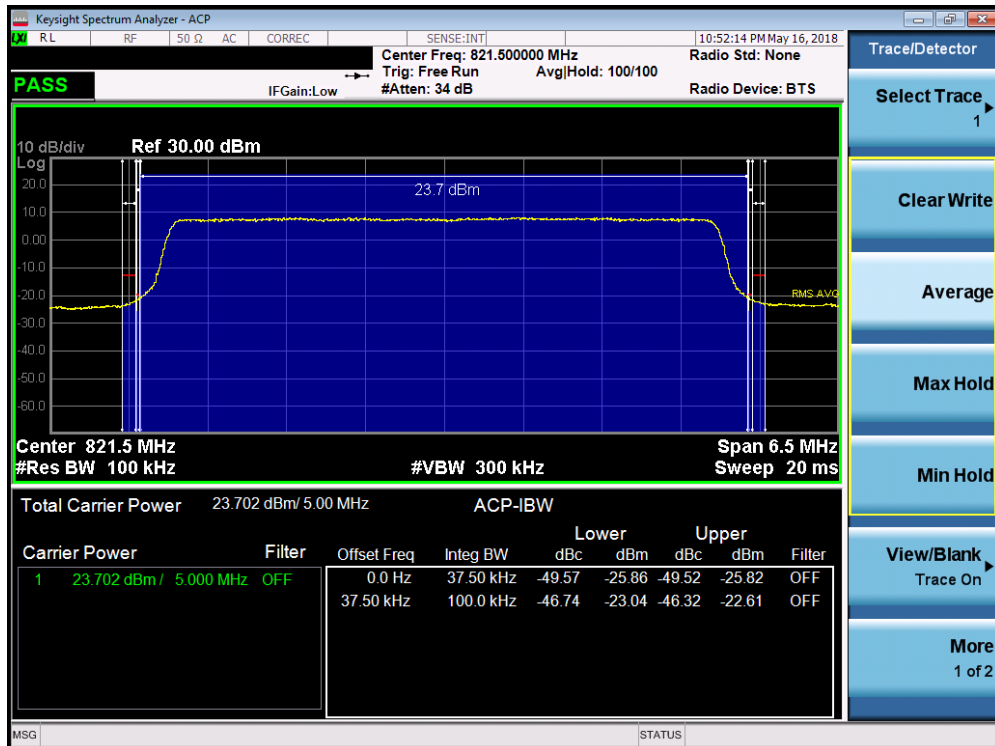 Keysight Spectrum Analyzer - ACP
LXI RL RF 50 Ω AC CORREC SENSE:INT 10:52:14 PM May 16, 2018
Center Freq: 821.500000 MHz Radio Std: None
Trig: Free Run Avg|Hold: 100/100
PASS IFGain:Low #Atten: 34 dB Radio Device: BTS
10 dB/div Ref 30.00 dBm
Log
20.0
10.0
0.00
-10.0
-20.0
-30.0
-40.0
-50.0
-60.0
23.7 dBm
RMS AVG
Center 821.5 MHz Span 6.5 MHz
#Res BW 100 kHz #VBW 300 kHz Sweep 20 ms
Total Carrier Power 23.702 dBm/ 5.00 MHz ACP-IBW
Lower Upper
Carrier Power Filter Offset Freq Integ BW dBc dBm dBc dBm Filter
1 23.702 dBm / 5.000 MHz OFF 0.0 Hz 37.50 kHz -49.57 -25.86 -49.52 -25.82 OFF
37.50 kHz 100.0 kHz -46.74 -23.04 -46.32 -22.61 OFF
MSG STATUS
Trace/Detector
Select Trace
1
Clear Write
Average
Max Hold
Min Hold
View/Blank
Trace On
More
1 of 2